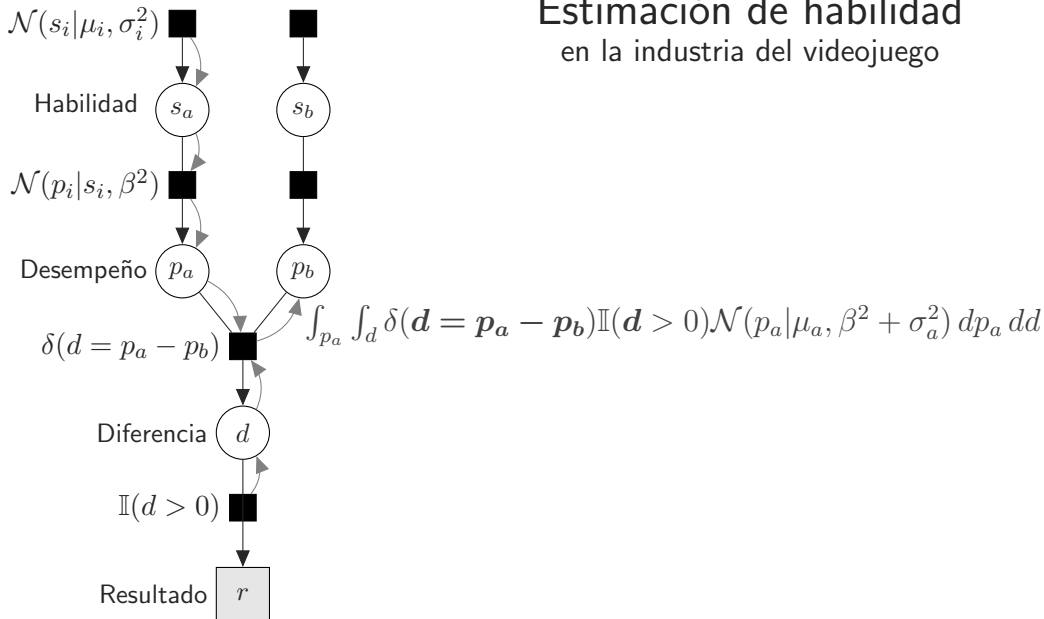 Estimación de habilidad
en la industria del videojuego
𝒩(s_i|μ_i, σ_i^2)
Habilidad
s_a
s_b
𝒩(p_i|s_i, β^2)
Desempeño
p_a
p_b
∫_{p_a} ∫_d δ(d = p_a − p_b)𝕀(d > 0)𝒩(p_a|μ_a, β^2 + σ_a^2) dp_a dd
δ(d = p_a − p_b)
Diferencia
d
𝕀(d > 0)
Resultado
r